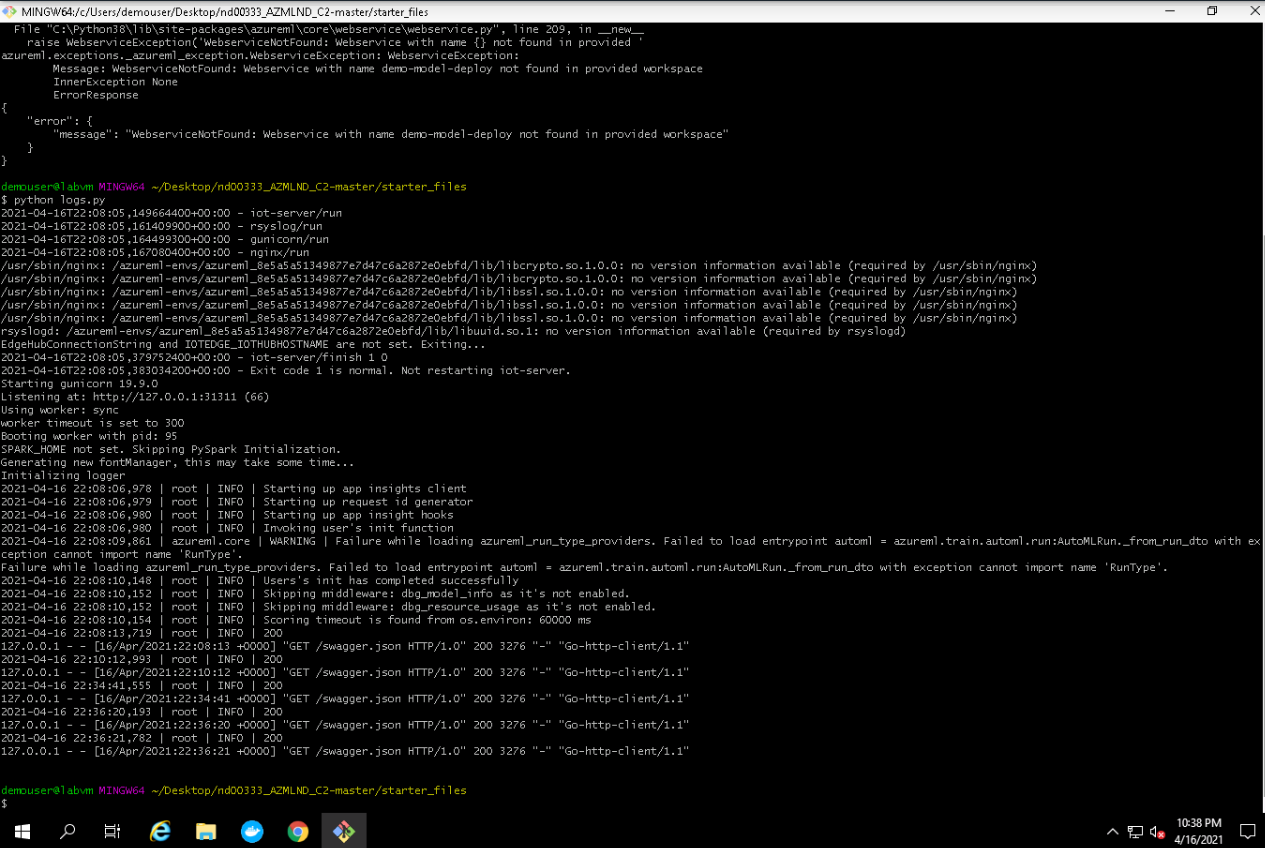 MINGW64:/c/Users/demouser/Desktop/nd00333_AZMLND_C2-master/starter_files
File "C:\Python38\lib\site-packages\azureml\core\webservice\webservice.py", line 209, in __new__
raise WebserviceException('WebserviceNotFound: Webservice with name {} not found in provided '
azureml.exceptions._azureml_exception.WebserviceException: WebserviceException:
Message: WebserviceNotFound: Webservice with name demo-model-deploy not found in provided workspace
InnerException None
ErrorResponse
{
"error": {
"message": "WebserviceNotFound: Webservice with name demo-model-deploy not found in provided workspace"
}
}
demouser@labvm MINGW64 ~/Desktop/nd00333_AZMLND_C2-master/starter_files
$ python logs.py
2021-04-16T22:08:05,149664400+00:00 - iot-server/run
2021-04-16T22:08:05,161409900+00:00 - rsyslog/run
2021-04-16T22:08:05,164499300+00:00 - gunicorn/run
2021-04-16T22:08:05,167080400+00:00 - nginx/run
/usr/sbin/nginx: /azureml-envs/azureml_8e5a5a51349877e7d47c6a2872e0ebfd/lib/libcrypto.so.1.0.0: no version information available (required by /usr/sbin/nginx)
/usr/sbin/nginx: /azureml-envs/azureml_8e5a5a51349877e7d47c6a2872e0ebfd/lib/libcrypto.so.1.0.0: no version information available (required by /usr/sbin/nginx)
/usr/sbin/nginx: /azureml-envs/azureml_8e5a5a51349877e7d47c6a2872e0ebfd/lib/libssl.so.1.0.0: no version information available (required by /usr/sbin/nginx)
/usr/sbin/nginx: /azureml-envs/azureml_8e5a5a51349877e7d47c6a2872e0ebfd/lib/libssl.so.1.0.0: no version information available (required by /usr/sbin/nginx)
/usr/sbin/nginx: /azureml-envs/azureml_8e5a5a51349877e7d47c6a2872e0ebfd/lib/libssl.so.1.0.0: no version information available (required by /usr/sbin/nginx)
rsyslogd: /azureml-envs/azureml_8e5a5a51349877e7d47c6a2872e0ebfd/lib/libuuid.so.1: no version information available (required by rsyslogd)
EdgeHubConnectionString and IOTEDGE_IOTHUBHOSTNAME are not set. Exiting...
2021-04-16T22:08:05,379752400+00:00 - iot-server/finish 1 0
2021-04-16T22:08:05,383034200+00:00 - Exit code 1 is normal. Not restarting iot-server.
Starting gunicorn 19.9.0
Listening at: http://127.0.0.1:31311 (66)
Using worker: sync
worker timeout is set to 300
Booting worker with pid: 95
SPARK_HOME not set. Skipping PySpark Initialization.
Generating new fontManager, this may take some time...
Initializing logger
2021-04-16 22:08:06,978 | root | INFO | Starting up app insights client
2021-04-16 22:08:06,979 | root | INFO | Starting up request id generator
2021-04-16 22:08:06,980 | root | INFO | Starting up app insight hooks
2021-04-16 22:08:06,980 | root | INFO | Invoking user's init function
2021-04-16 22:08:09,861 | azureml.core | WARNING | Failure while loading azureml_run_type_providers. Failed to load entrypoint automl = azureml.train.automl.run:AutoMLRun._from_run_dto with ex
ception cannot import name 'RunType'.
Failure while loading azureml_run_type_providers. Failed to load entrypoint automl = azureml.train.automl.run:AutoMLRun._from_run_dto with exception cannot import name 'RunType'.
2021-04-16 22:08:10,148 | root | INFO | Users's init has completed successfully
2021-04-16 22:08:10,152 | root | INFO | Skipping middleware: dbg_model_info as it's not enabled.
2021-04-16 22:08:10,152 | root | INFO | Skipping middleware: dbg_resource_usage as it's not enabled.
2021-04-16 22:08:10,154 | root | INFO | Scoring timeout is found from os.environ: 60000 ms
2021-04-16 22:08:13,719 | root | INFO | 200
127.0.0.1 - - [16/Apr/2021:22:08:13 +0000] "GET /swagger.json HTTP/1.0" 200 3276 "-" "Go-http-client/1.1"
2021-04-16 22:10:12,993 | root | INFO | 200
127.0.0.1 - - [16/Apr/2021:22:10:12 +0000] "GET /swagger.json HTTP/1.0" 200 3276 "-" "Go-http-client/1.1"
2021-04-16 22:34:41,555 | root | INFO | 200
127.0.0.1 - - [16/Apr/2021:22:34:41 +0000] "GET /swagger.json HTTP/1.0" 200 3276 "-" "Go-http-client/1.1"
2021-04-16 22:36:20,193 | root | INFO | 200
127.0.0.1 - - [16/Apr/2021:22:36:20 +0000] "GET /swagger.json HTTP/1.0" 200 3276 "-" "Go-http-client/1.1"
2021-04-16 22:36:21,782 | root | INFO | 200
127.0.0.1 - - [16/Apr/2021:22:36:21 +0000] "GET /swagger.json HTTP/1.0" 200 3276 "-" "Go-http-client/1.1"
demouser@labvm MINGW64 ~/Desktop/nd00333_AZMLND_C2-master/starter_files
$
10:38 PM
4/16/2021